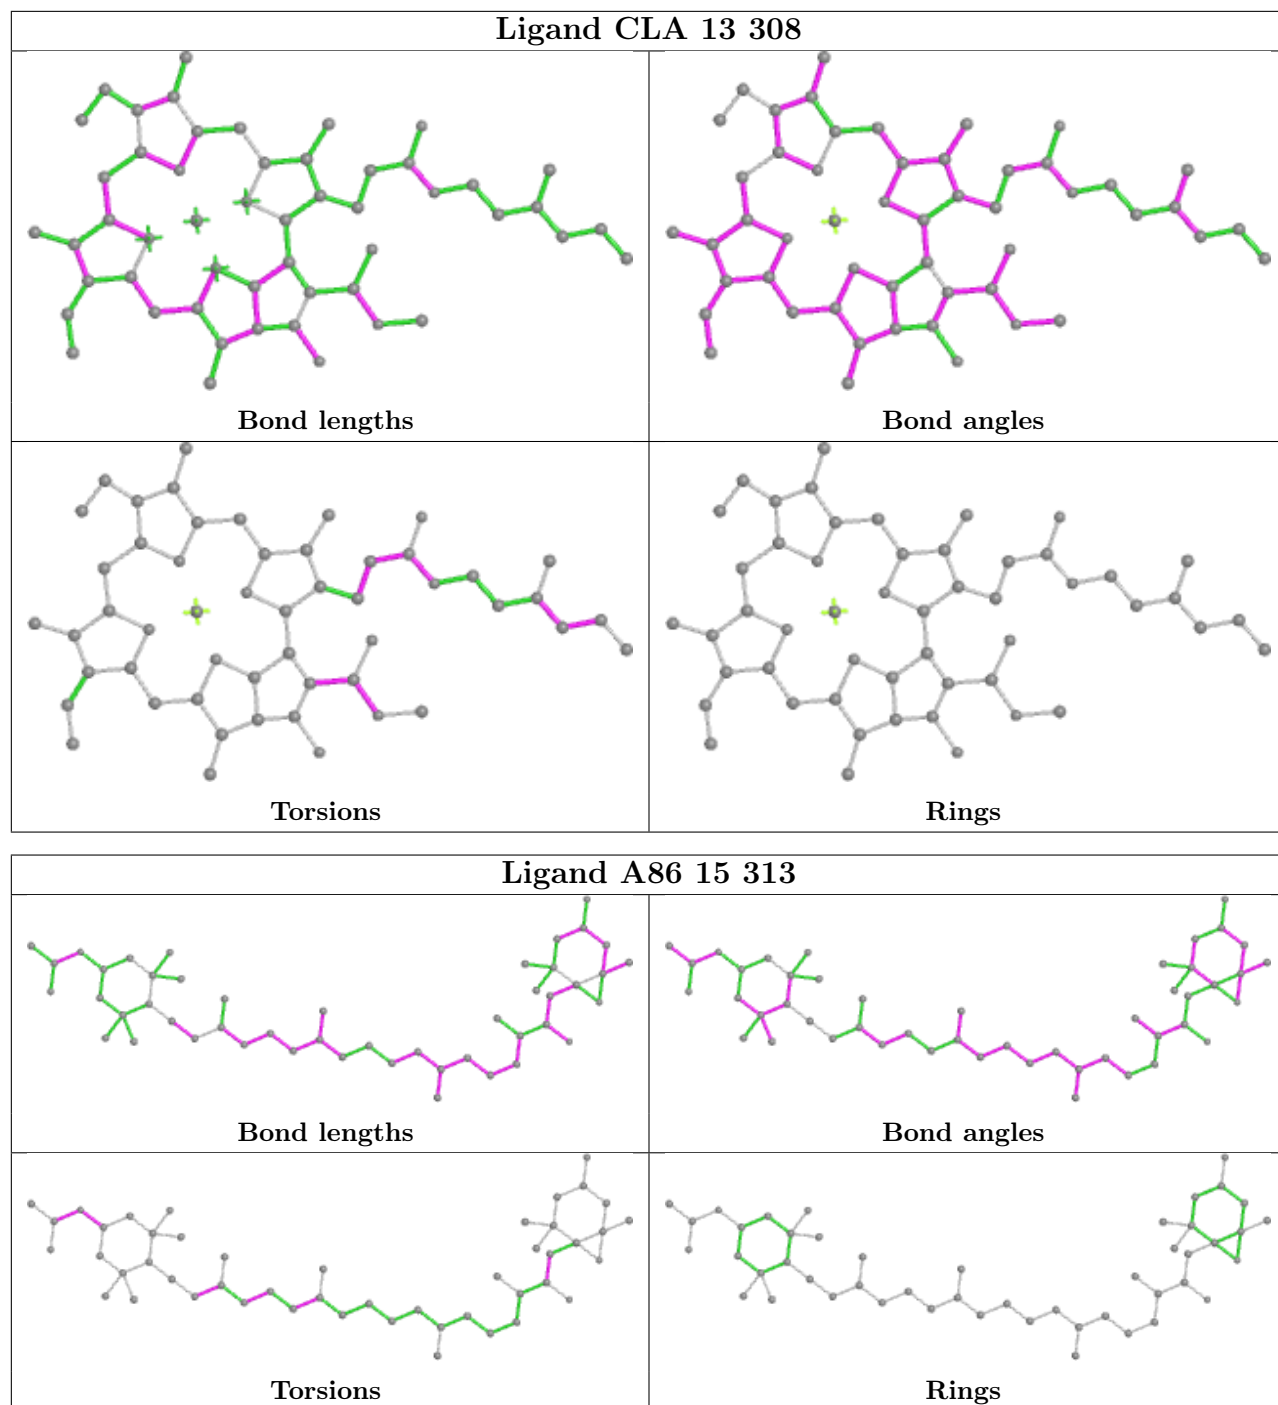 Ligand CLA 13 308
Bond lengths
Bond angles
Torsions
Rings
Ligand A86 15 313
Bond lengths
Bond angles
Torsions
Rings